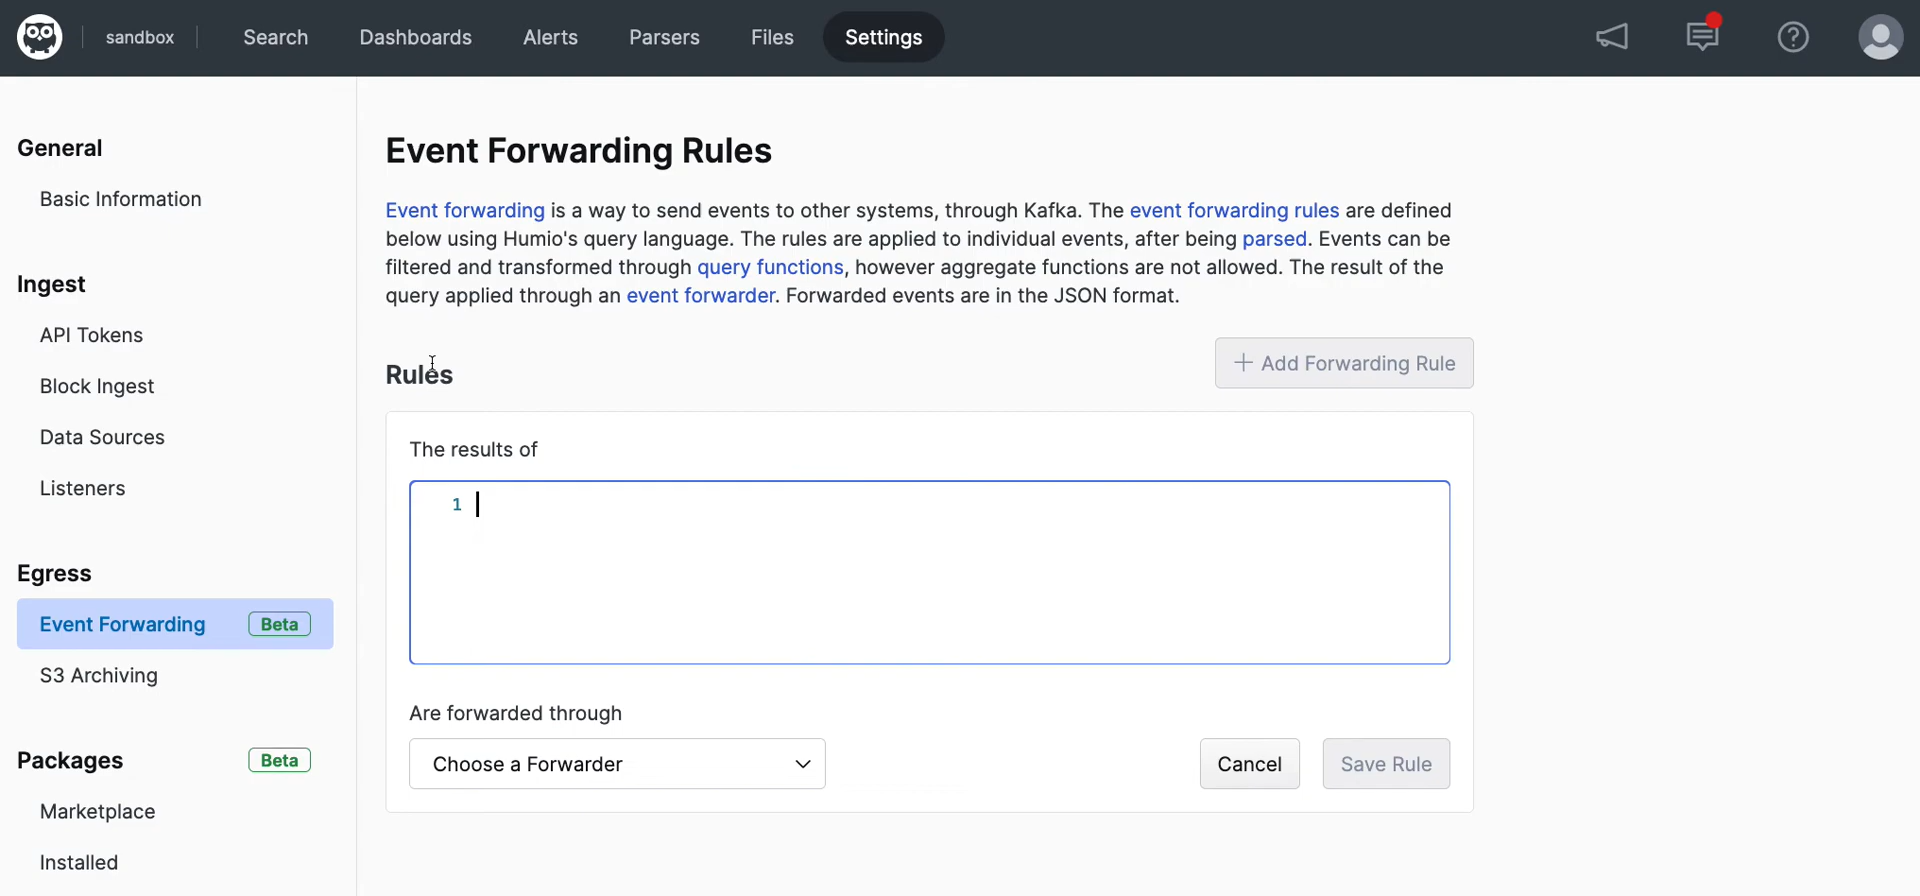 sandbox Search Dashboards Alerts Parsers Files Settings
General
Basic Information
Ingest
API Tokens
Block Ingest
Data Sources
Listeners
Egress
Event Forwarding Beta
S3 Archiving
Packages Beta
Marketplace
Installed
Event Forwarding Rules
Event forwarding is a way to send events to other systems, through Kafka. The event forwarding rules are defined
below using Humio's query language. The rules are applied to individual events, after being parsed. Events can be
filtered and transformed through query functions, however aggregate functions are not allowed. The result of the
query applied through an event forwarder. Forwarded events are in the JSON format.
Rules
+ Add Forwarding Rule
The results of
1
Are forwarded through
Choose a Forwarder
Cancel
Save Rule